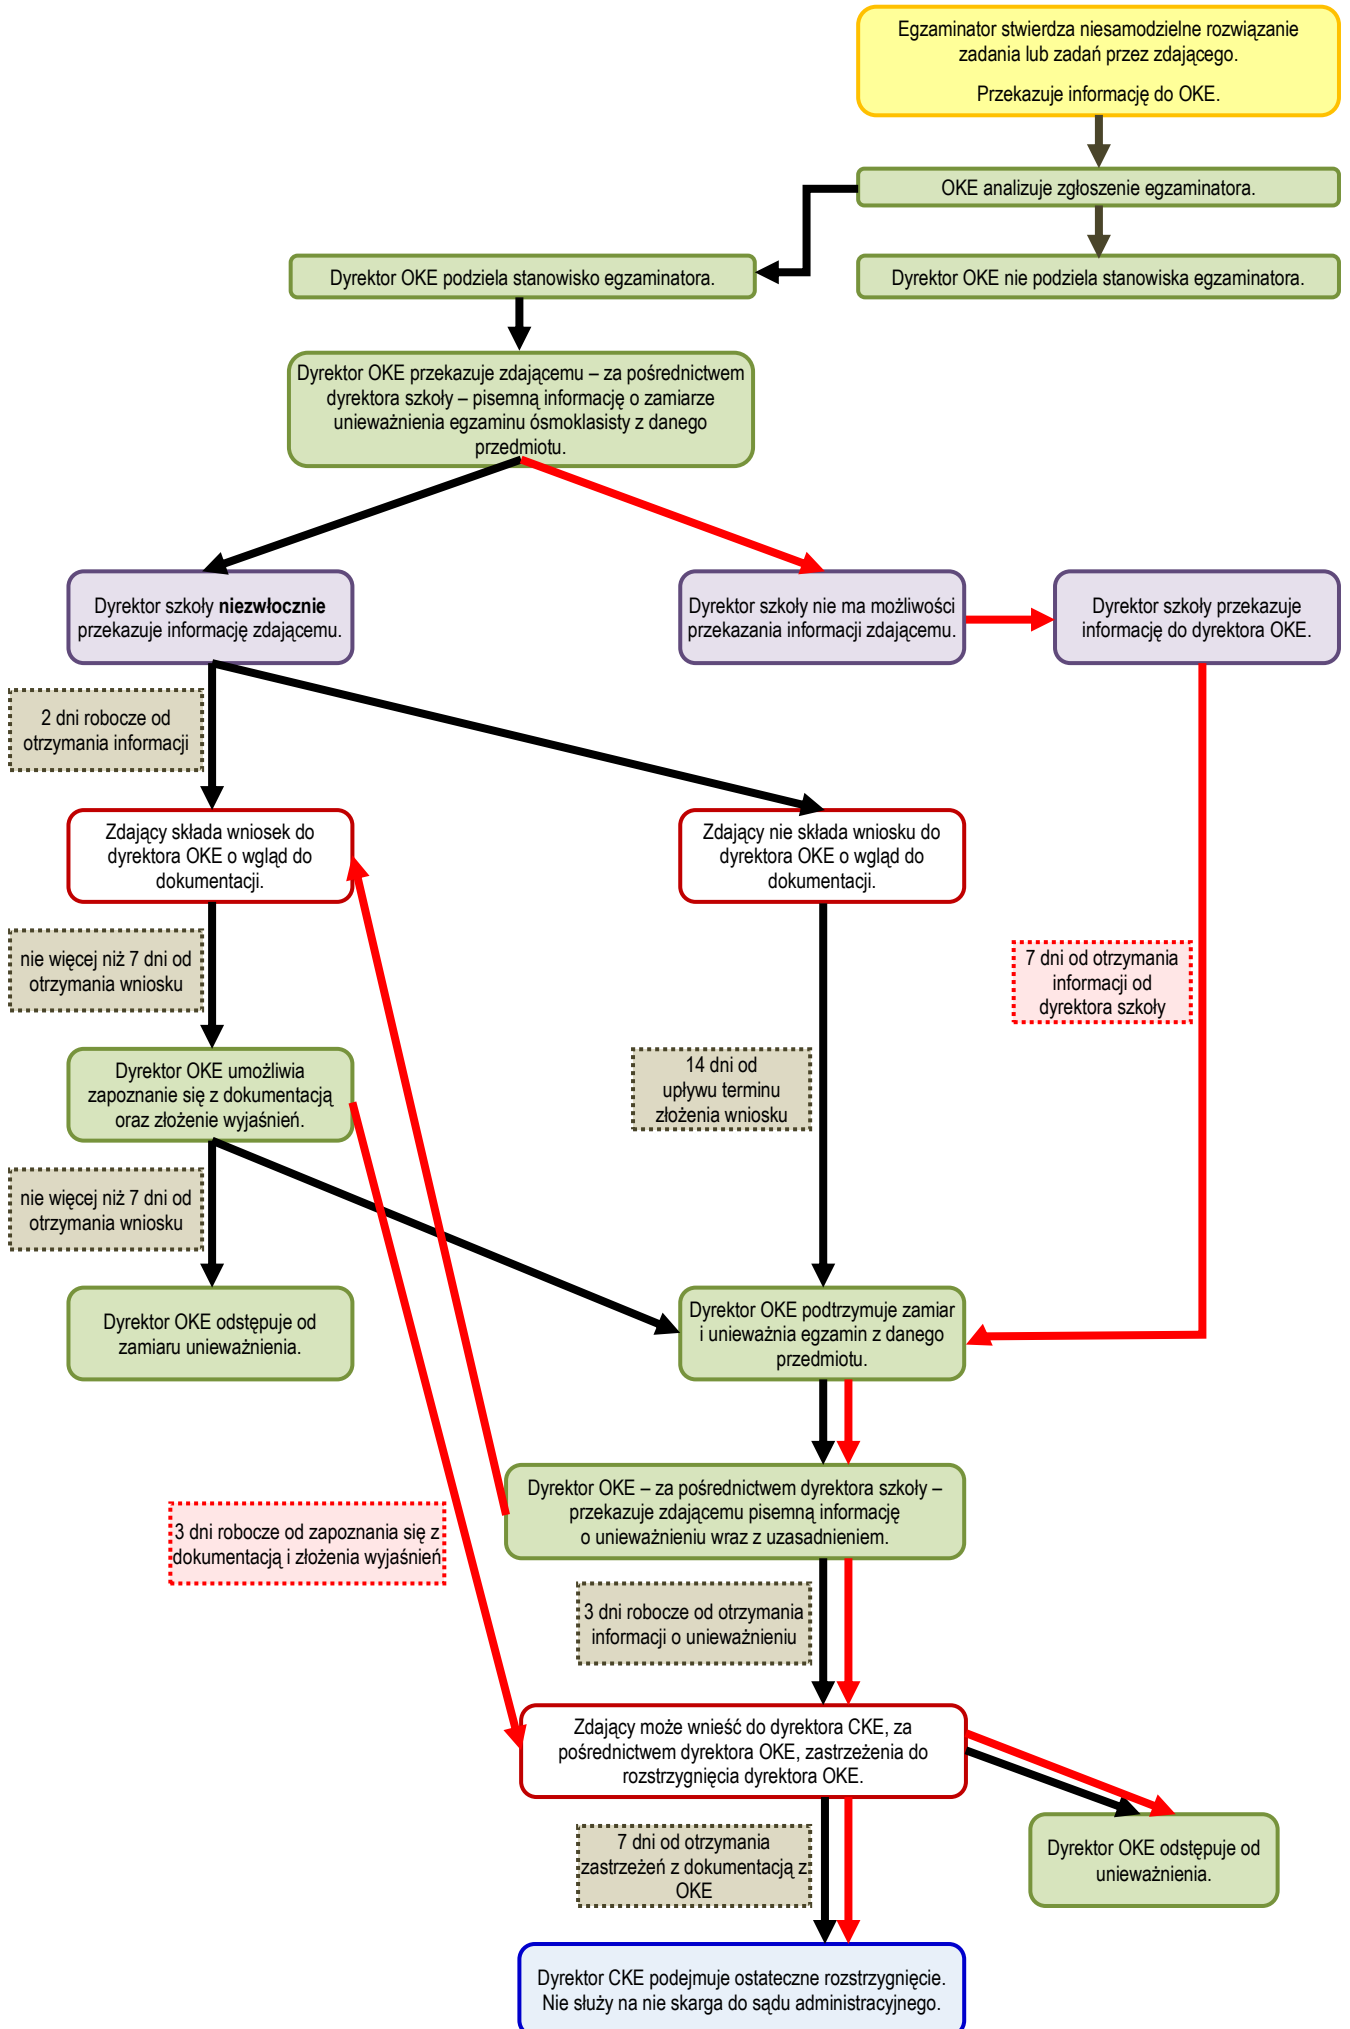 Egzaminator stwierdza niesamodzielne rozwiązanie
zadania lub zadań przez zdającego.
Przekazuje informację do OKE.
OKE analizuje zgłoszenie egzaminatora.
Dyrektor OKE podziela stanowisko egzaminatora.
Dyrektor OKE nie podziela stanowiska egzaminatora.
Dyrektor OKE przekazuje zdającemu – za pośrednictwem
dyrektora szkoły – pisemną informację o zamiarze
unieważnienia egzaminu ósmoklasisty z danego
przedmiotu.
Dyrektor szkoły niezwłocznie
przekazuje informację zdającemu.
Dyrektor szkoły nie ma możliwości
przekazania informacji zdającemu.
Dyrektor szkoły przekazuje
informację do dyrektora OKE.
2 dni robocze od
otrzymania informacji
Zdający składa wniosek do
dyrektora OKE o wgląd do
dokumentacji.
Zdający nie składa wniosku do
dyrektora OKE o wgląd do
dokumentacji.
nie więcej niż 7 dni od
otrzymania wniosku
7 dni od otrzymania
informacji od
dyrektora szkoły
Dyrektor OKE umożliwia
zapoznanie się z dokumentacją
oraz złożenie wyjaśnień.
14 dni od
upływu terminu
złożenia wniosku
nie więcej niż 7 dni od
otrzymania wniosku
Dyrektor OKE odstępuje od
zamiaru unieważnienia.
Dyrektor OKE podtrzymuje zamiar
i unieważnia egzamin z danego
przedmiotu.
Dyrektor OKE – za pośrednictwem dyrektora szkoły –
przekazuje zdającemu pisemną informację
o unieważnieniu wraz z uzasadnieniem.
3 dni robocze od zapoznania się z
dokumentacją i złożenia wyjaśnień
3 dni robocze od otrzymania
informacji o unieważnieniu
Zdający może wnieść do dyrektora CKE, za
pośrednictwem dyrektora OKE, zastrzeżenia do
rozstrzygnięcia dyrektora OKE.
7 dni od otrzymania
zastrzeżeń z dokumentacją z
OKE
Dyrektor OKE odstępuje od
unieważnienia.
Dyrektor CKE podejmuje ostateczne rozstrzygnięcie.
Nie służy na nie skarga do sądu administracyjnego.